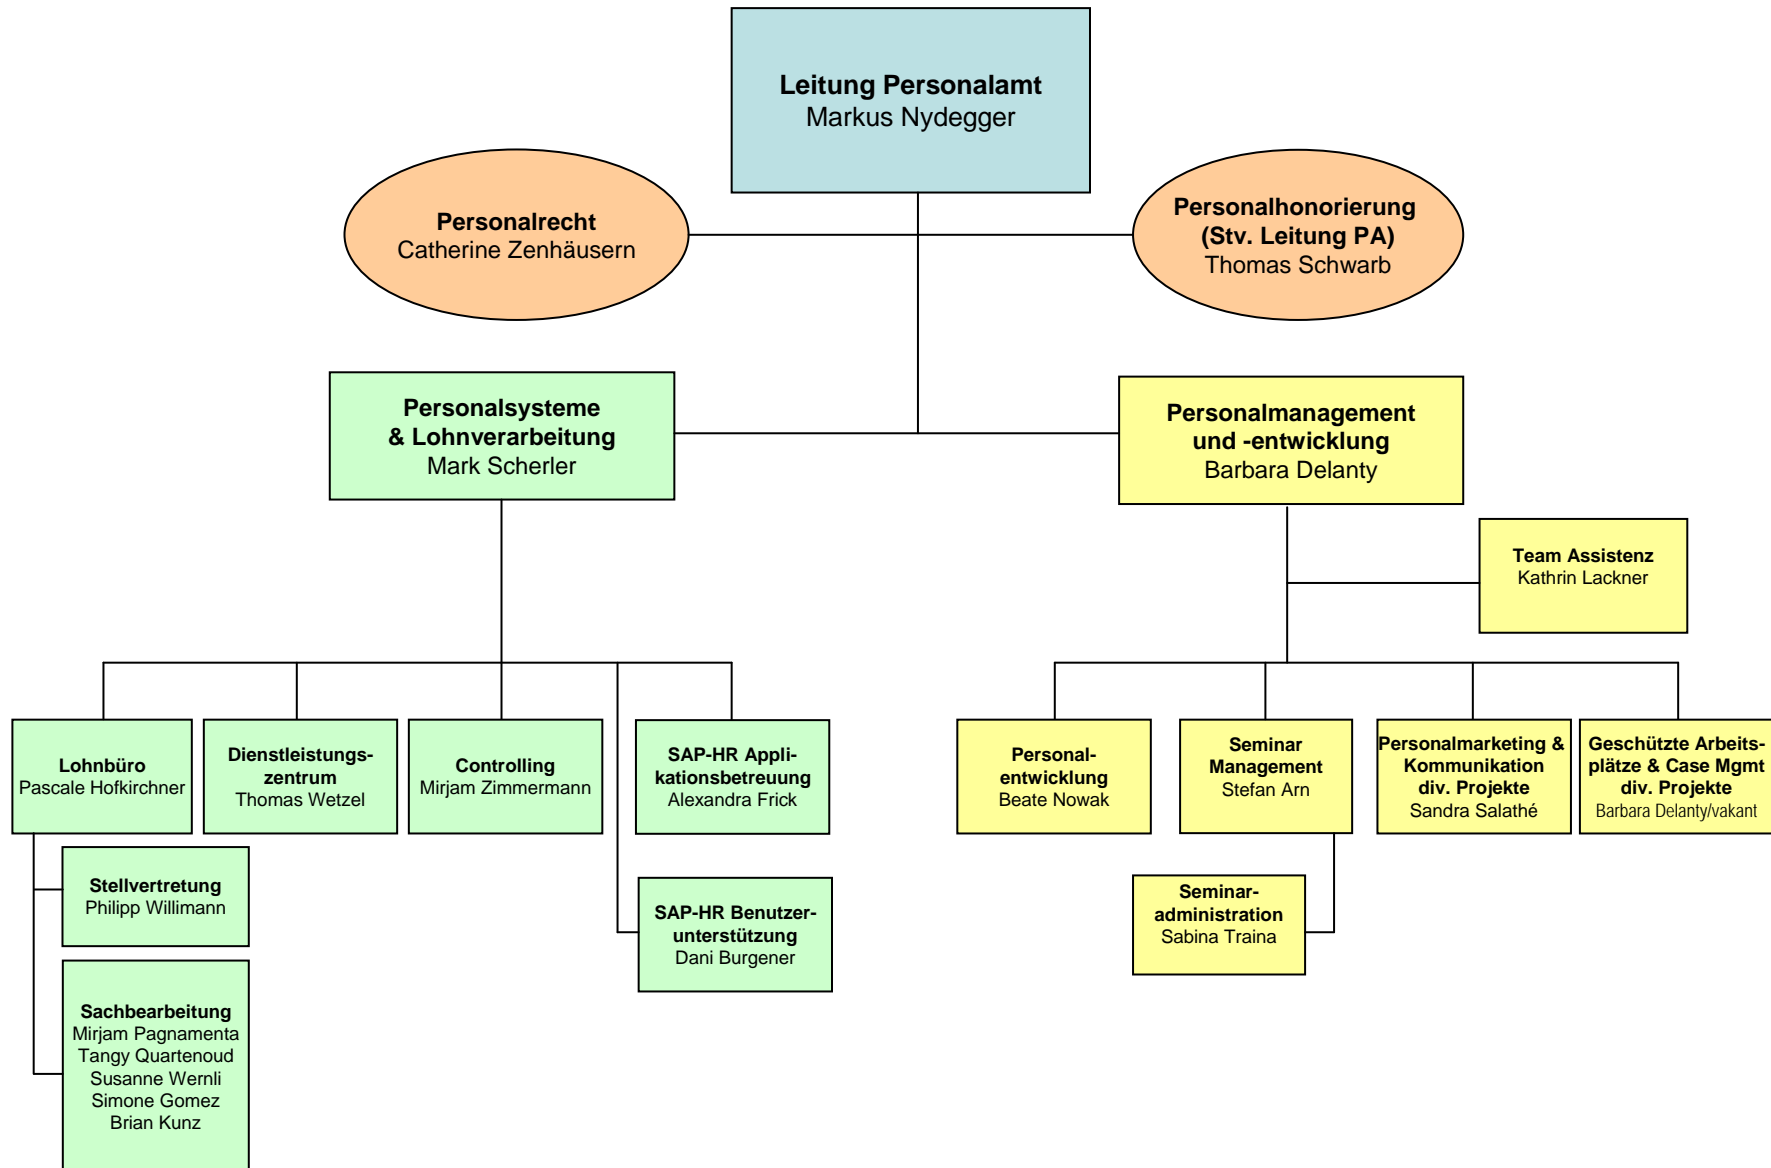 Leitung Personalamt
Markus Nydegger
Personalrecht
Catherine Zenhäusern
Personalhonorierung
(Stv. Leitung PA)
Thomas Schwarb
Personalsysteme
& Lohnverarbeitung
Mark Scherler
Personalmanagement
und -entwicklung
Barbara Delanty
Team Assistenz
Kathrin Lackner
Lohnbüro
Pascale Hofkirchner
Dienstleistungs-
zentrum
Thomas Wetzel
Controlling
Mirjam Zimmermann
SAP-HR Appli-
kationsbetreuung
Alexandra Frick
Personal-
entwicklung
Beate Nowak
Seminar
Management
Stefan Arn
Personalmarketing &
Kommunikation
div. Projekte
Sandra Salathé
Geschützte Arbeits-
plätze & Case Mgmt
div. Projekte
Barbara Delanty/vakant
Stellvertretung
Philipp Willimann
SAP-HR Benutzer-
unterstützung
Dani Burgener
Seminar-
administration
Sabina Traina
Sachbearbeitung
Mirjam Pagnamenta
Tangy Quartenoud
Susanne Wernli
Simone Gomez
Brian Kunz